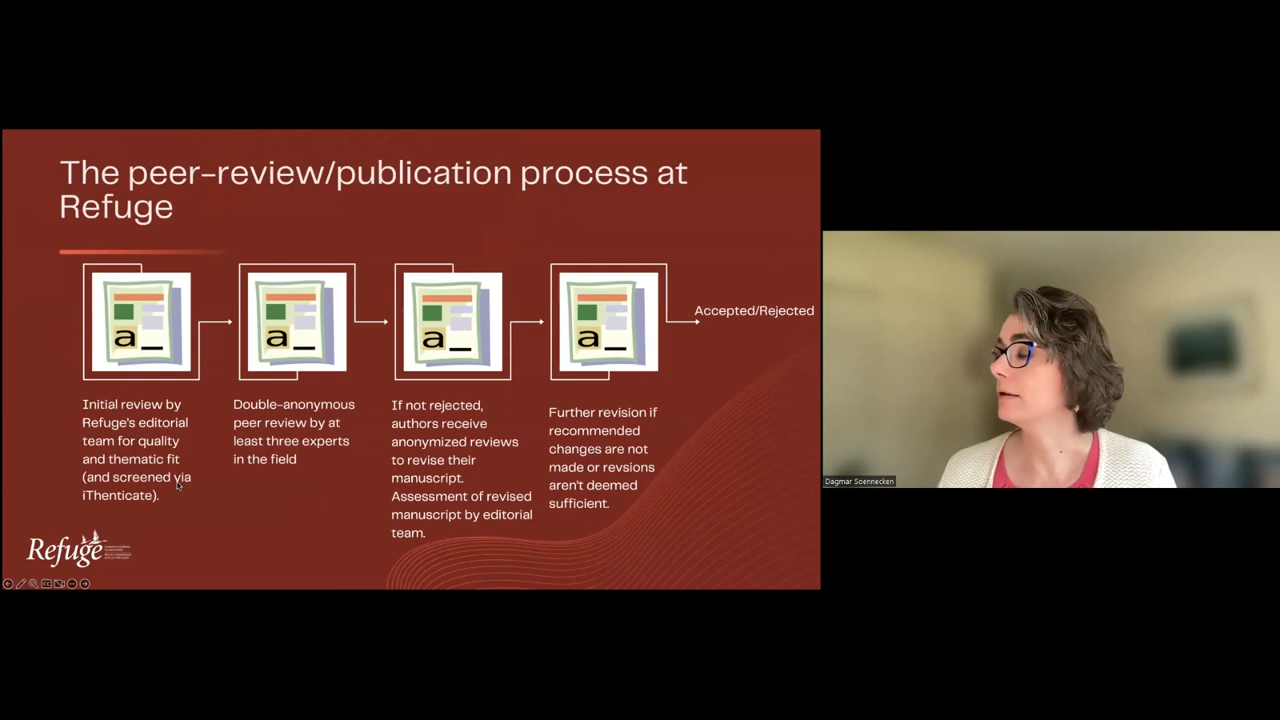 The peer-review/publication process at
Refuge
a_
a_
a_
a_
Accepted/Rejected
Initial review by
Refuge's editorial
team for quality
and thematic fit
(and screened via
iThenticate).
Double-anonymous
peer review by at
least three experts
in the field
If not rejected,
authors receive
anonymized reviews
to revise their
manuscript.
Assessment of revised
manuscript by editorial
team.
Further revision if
recommended
changes are not
made or revsions
aren't deemed
sufficient.
Refuge
Dagmar Soennecken